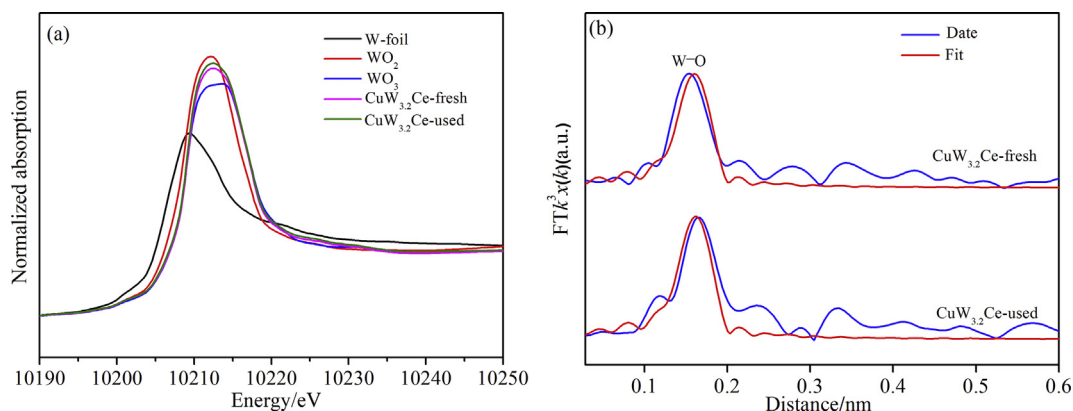 (a)
W-foil
WO2
WO3
CuW3.2Ce-fresh
CuW3.2Ce-used
Normalized absorption
10190 10200 10210 10220 10230 10240 10250
Energy/eV
(b)
Date
Fit
W−O
CuW3.2Ce-fresh
CuW3.2Ce-used
FTk³x(k)(a.u.)
0.1 0.2 0.3 0.4 0.5 0.6
Distance/nm